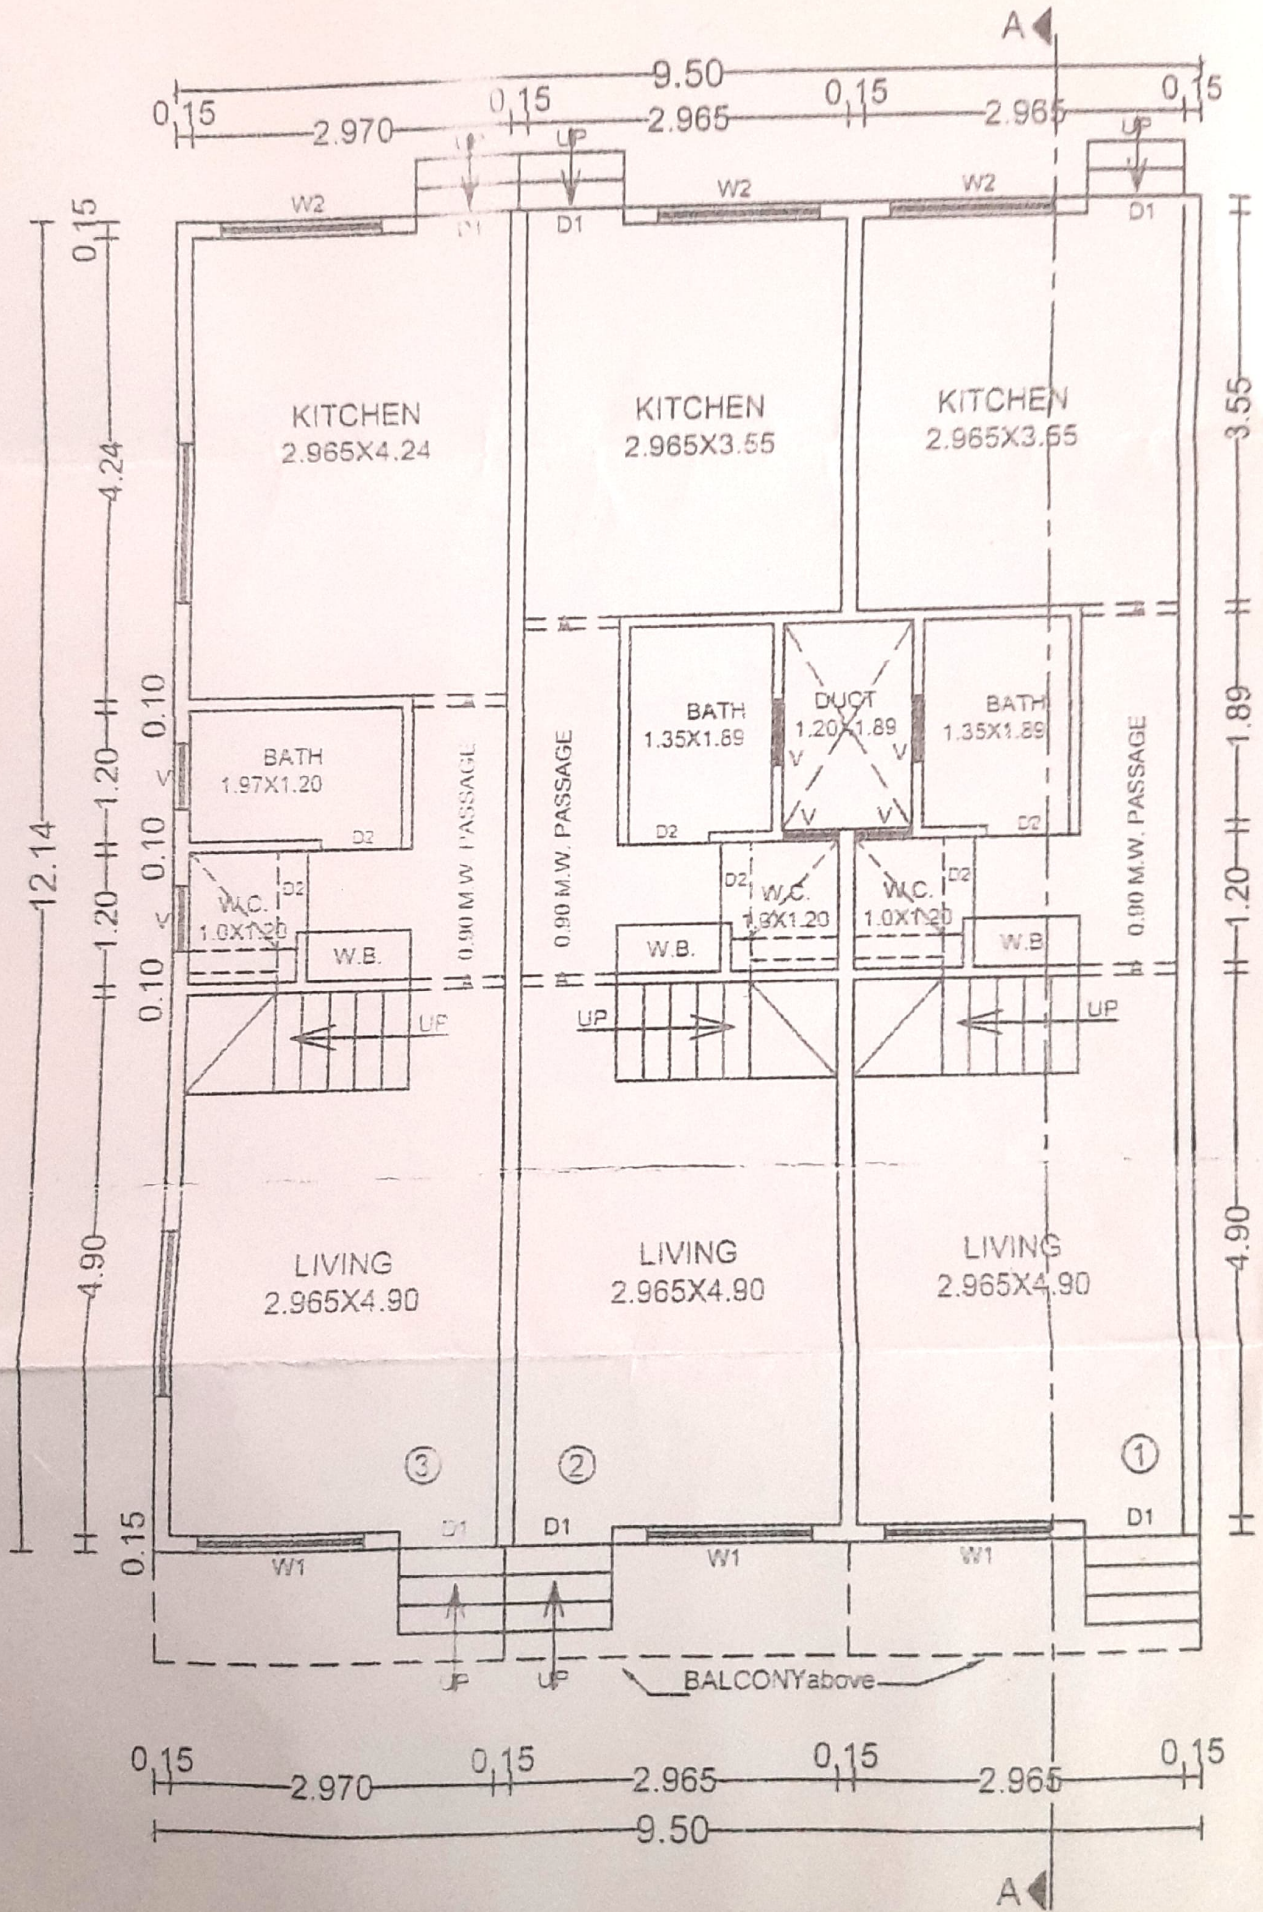 A
9.50
0.15 0.15 0.15 0.15
2.970 2.965 2.965
UP UP UP
W2 W2 W2
D1 D1 D1
0.15
KITCHEN
2.965X4.24
KITCHEN
2.965X3.55
KITCHEN
2.965X3.55
4.24
3.55
12.14
0.10
1.20
0.10
1.20
0.10
V
V
BATH
1.97X1.20
D2
0.90 M.W. PASSAGE
0.90 M.W. PASSAGE
BATH
1.35X1.89
D2
DUCT
1.20X1.89
V V
V V
BATH
1.35X1.89
D2
0.90 M.W. PASSAGE
1.89
1.20
W.C.
1.0X1.20
D2
W.B.
W.B.
D2
W.C.
1.0X1.20
W.C.
1.0X1.20
D2
W.B.
UP UP UP
4.90
4.90
LIVING
2.965X4.90
LIVING
2.965X4.90
LIVING
2.965X4.90
3 2 1
0.15
D1 D1 D1
W1 W1 W1
UP UP
BALCONY above
0.15 0.15 0.15 0.15
2.970 2.965 2.965
9.50
A